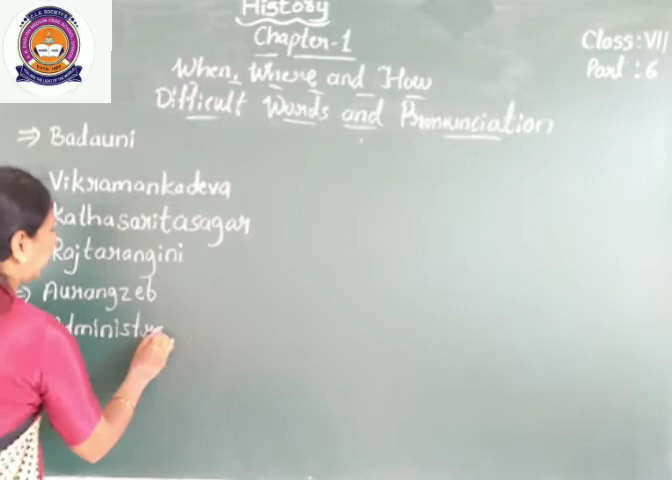 History
Chapter-1
Class:VII
When, Where and How
Part : 6
Difficult Words and Pronunciation
⇒ Badauni
Vikramankadeva
Kathasaritasagar
Rajtarangini
⇒ Aurangzeb
dministr